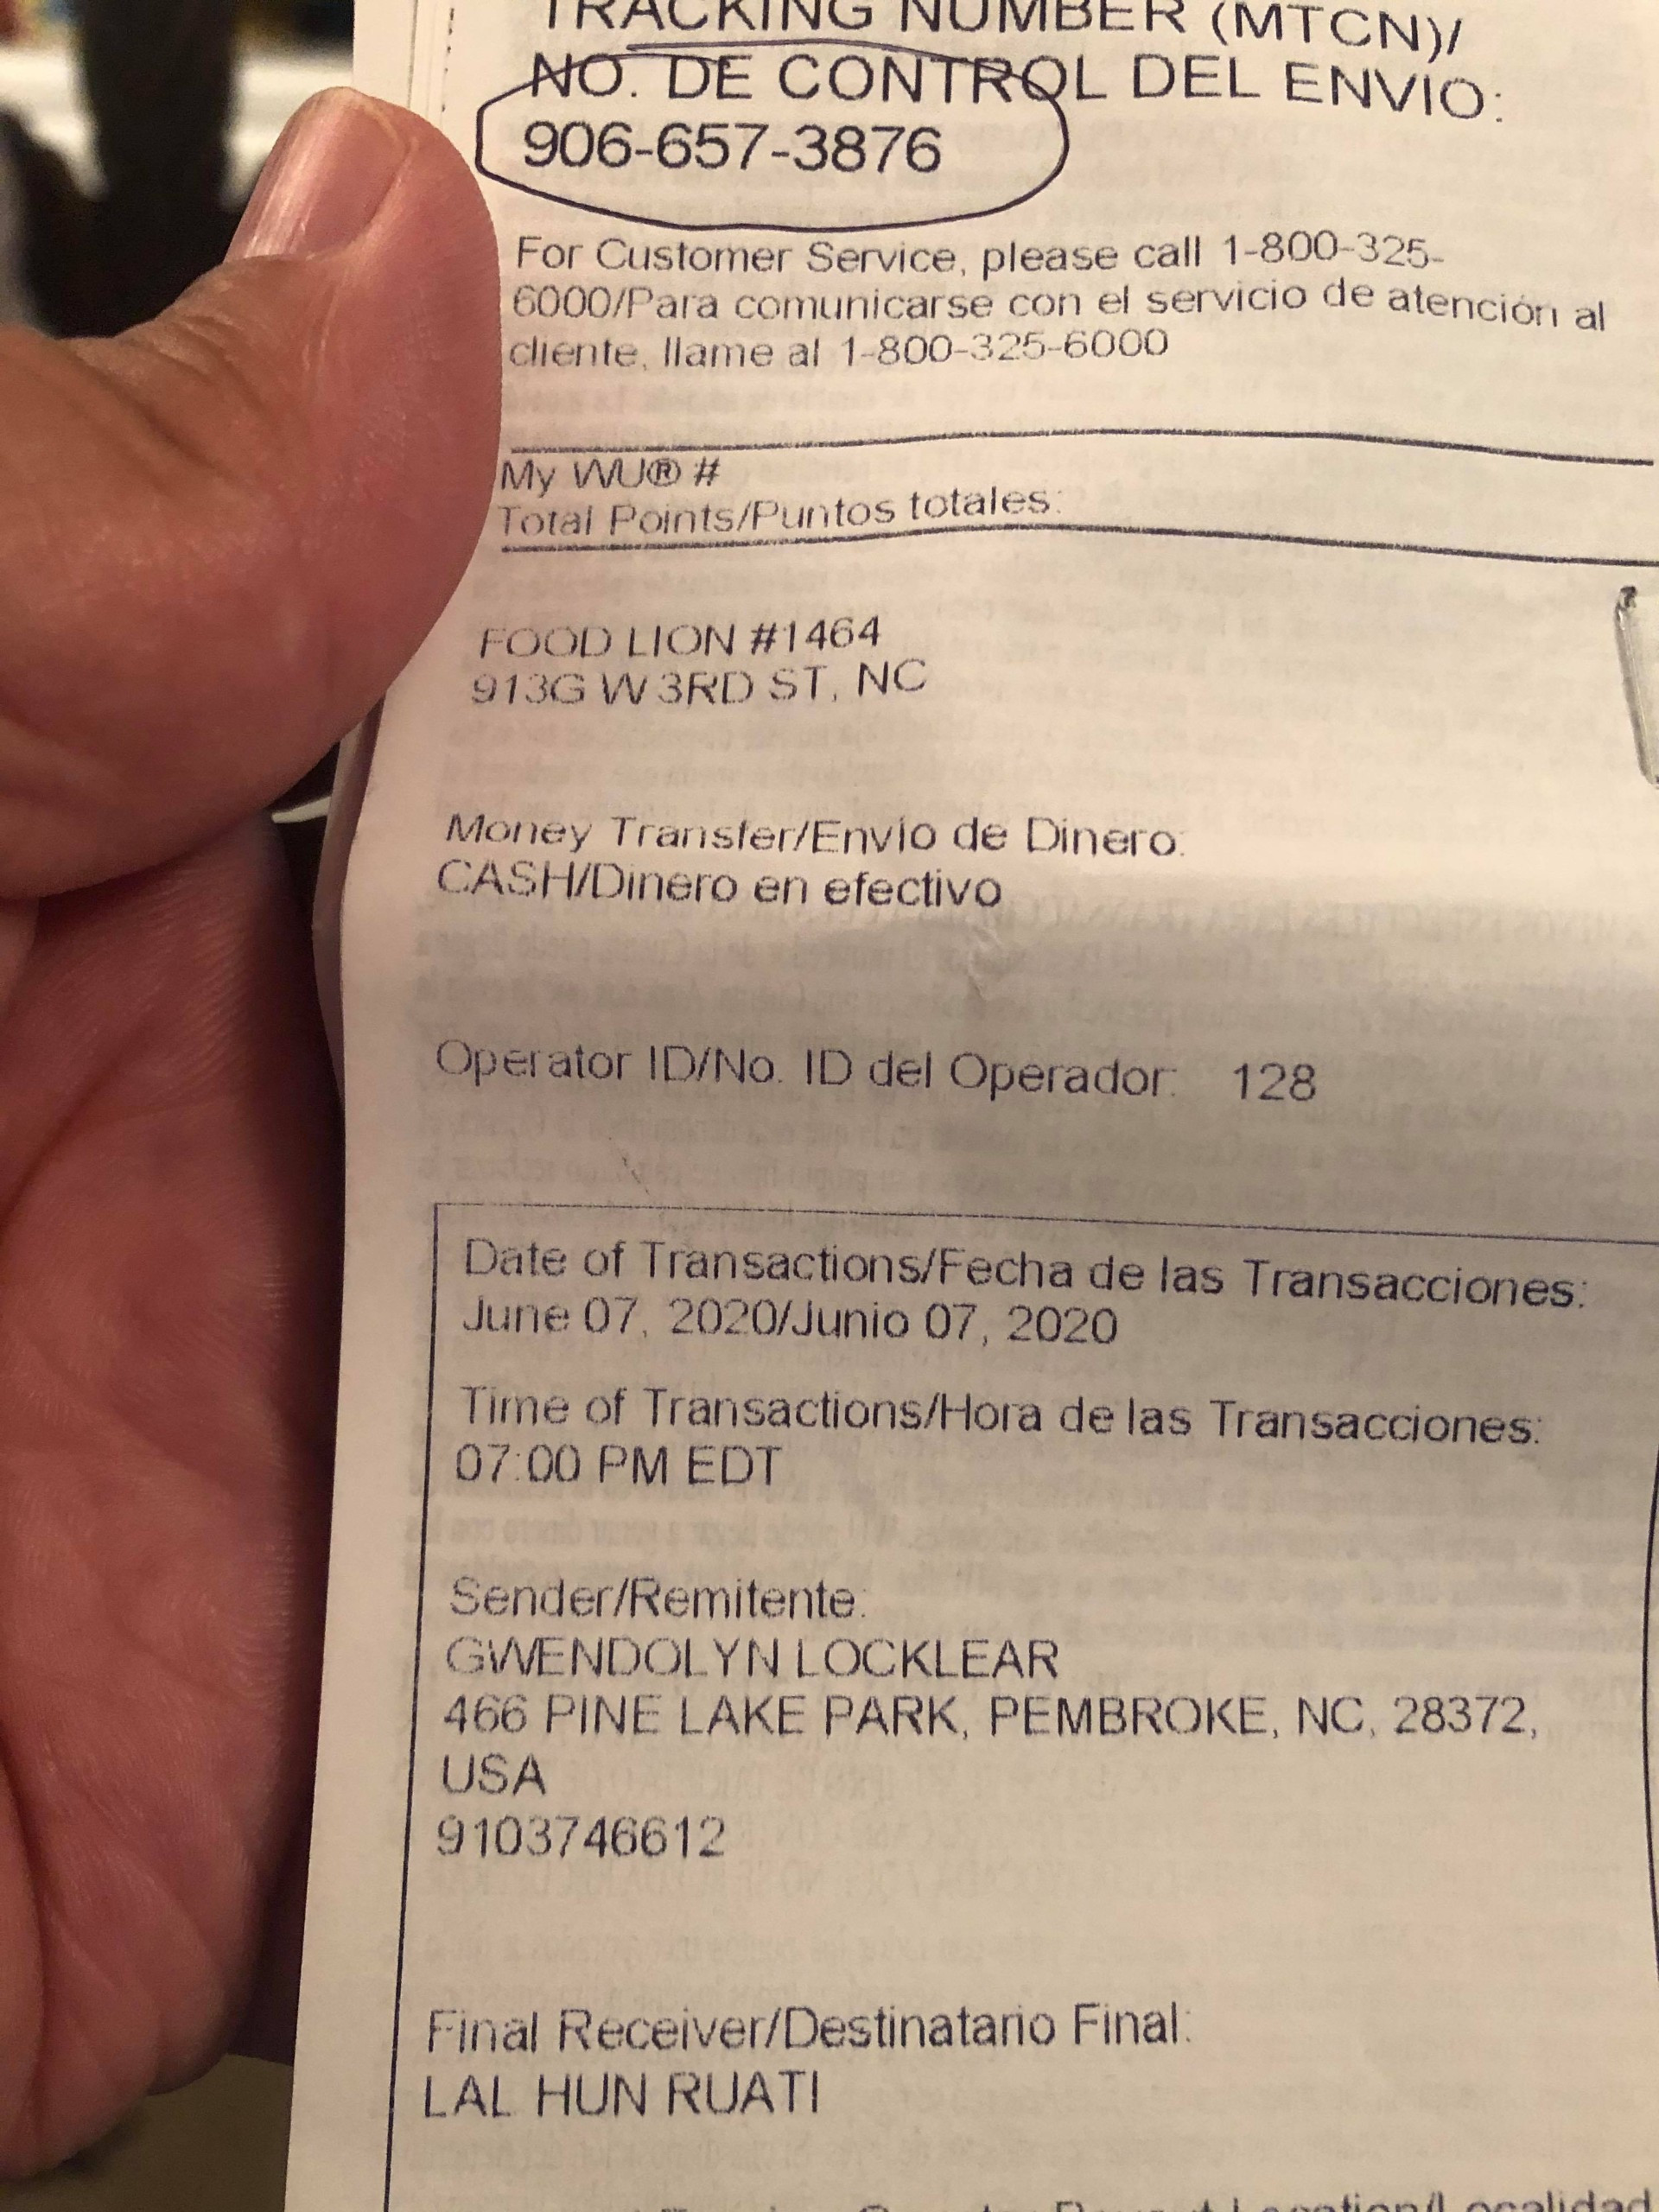 TRACKING NUMBER (MTCN)/
NO. DE CONTROL DEL ENVIO:
906-657-3876
For Customer Service, please call 1-800-325-
6000/Para comunicarse con el servicio de atención al
cliente, llame al 1-800-325-6000
My WU® #
Total Points/Puntos totales:
FOOD LION #1464
913G W 3RD ST, NC
Money Transfer/Envío de Dinero:
CASH/Dinero en efectivo
Operator ID/No. ID del Operador: 128
Date of Transactions/Fecha de las Transacciones:
June 07, 2020/Junio 07, 2020
Time of Transactions/Hora de las Transacciones:
07:00 PM EDT
Sender/Remitente:
GWENDOLYN LOCKLEAR
466 PINE LAKE PARK, PEMBROKE, NC, 28372,
USA
9103746612
Final Receiver/Destinatario Final:
LAL HUN RUATI